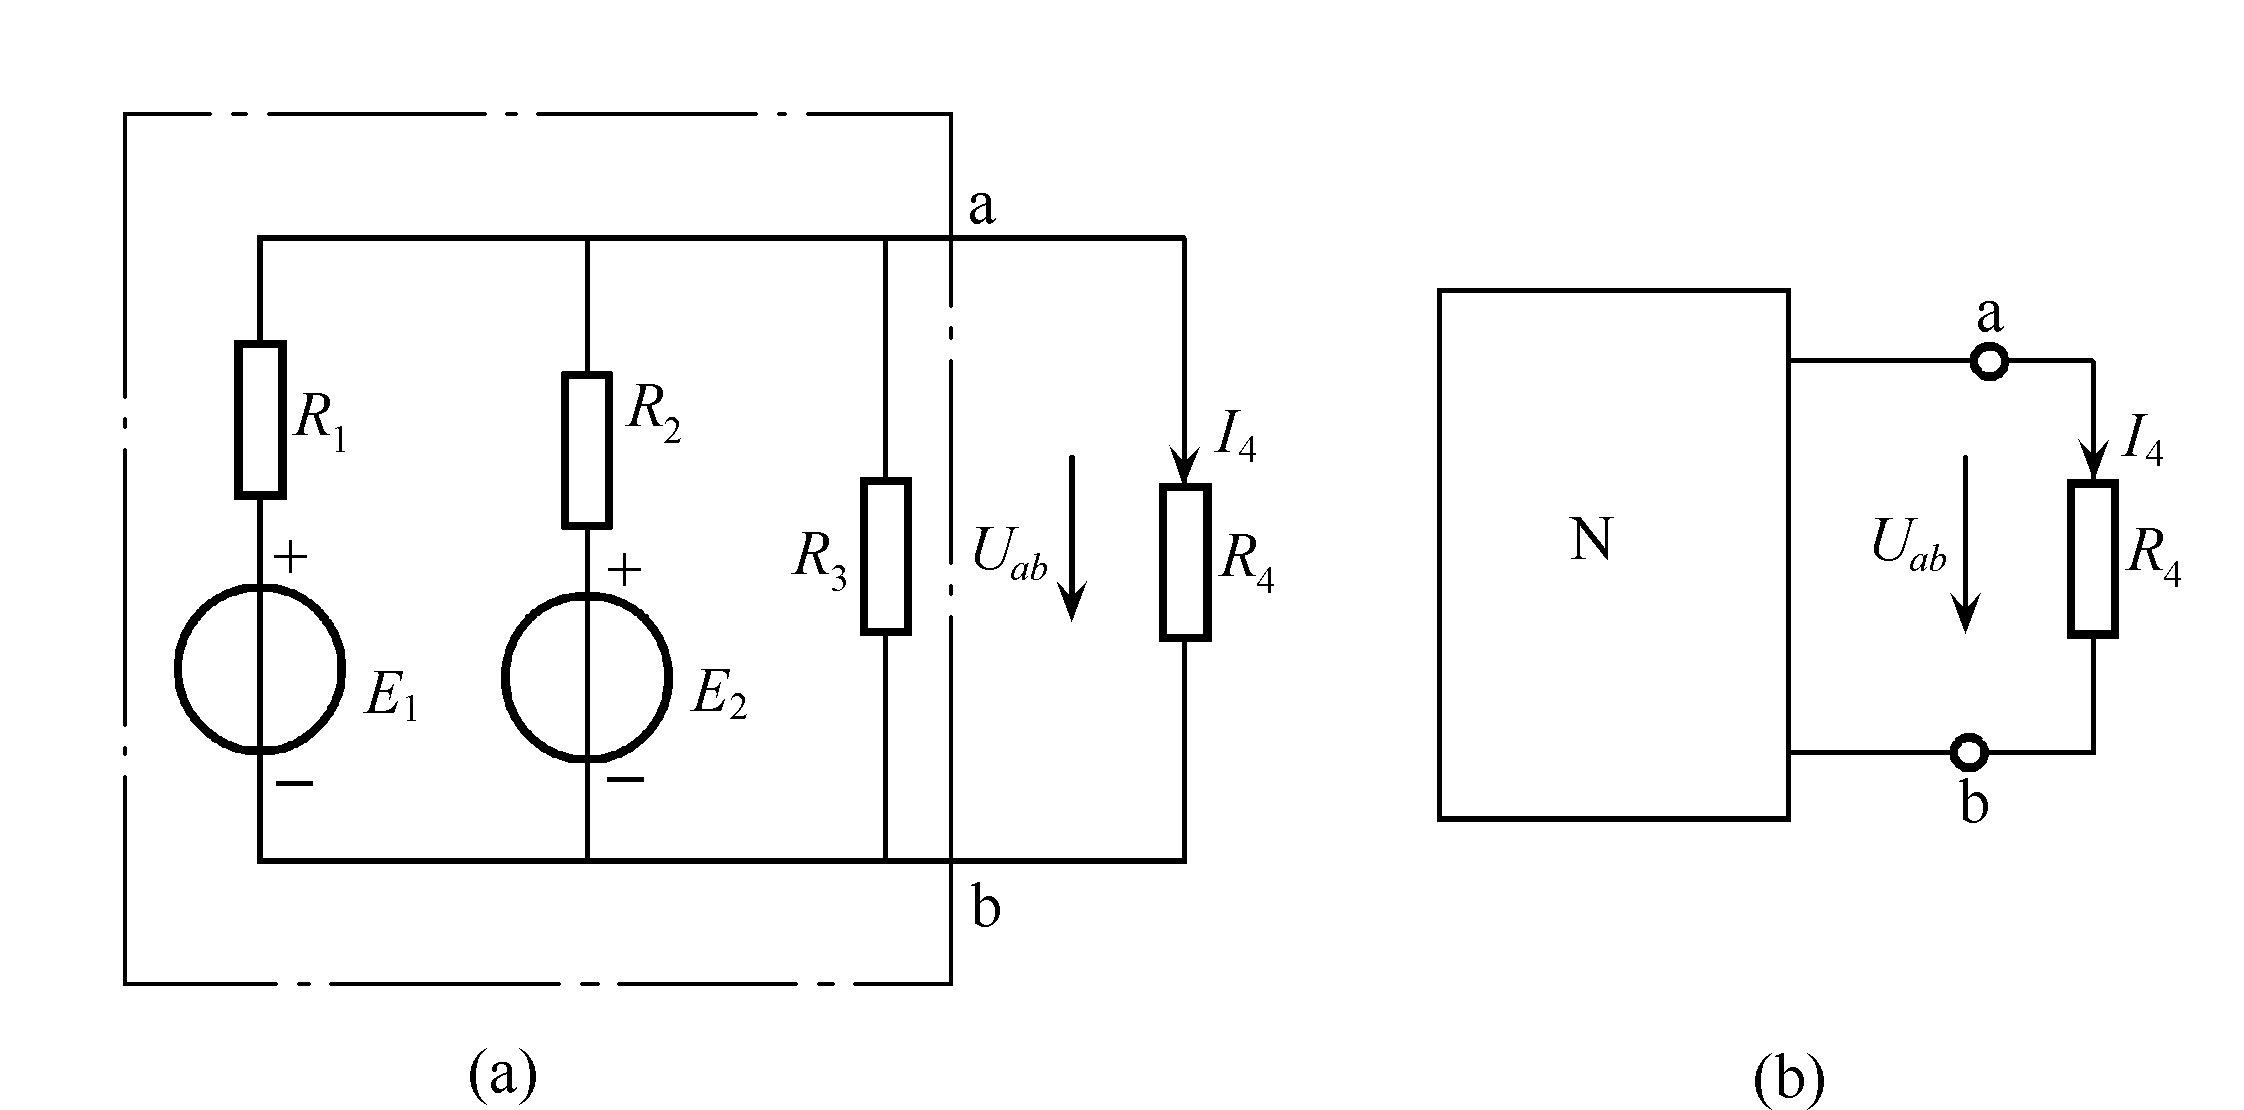 a
R1
R2
I4
+
+
R3
Uab
R4
E1
E2
−
−
b
(a)
a
I4
N
Uab
R4
b
(b)